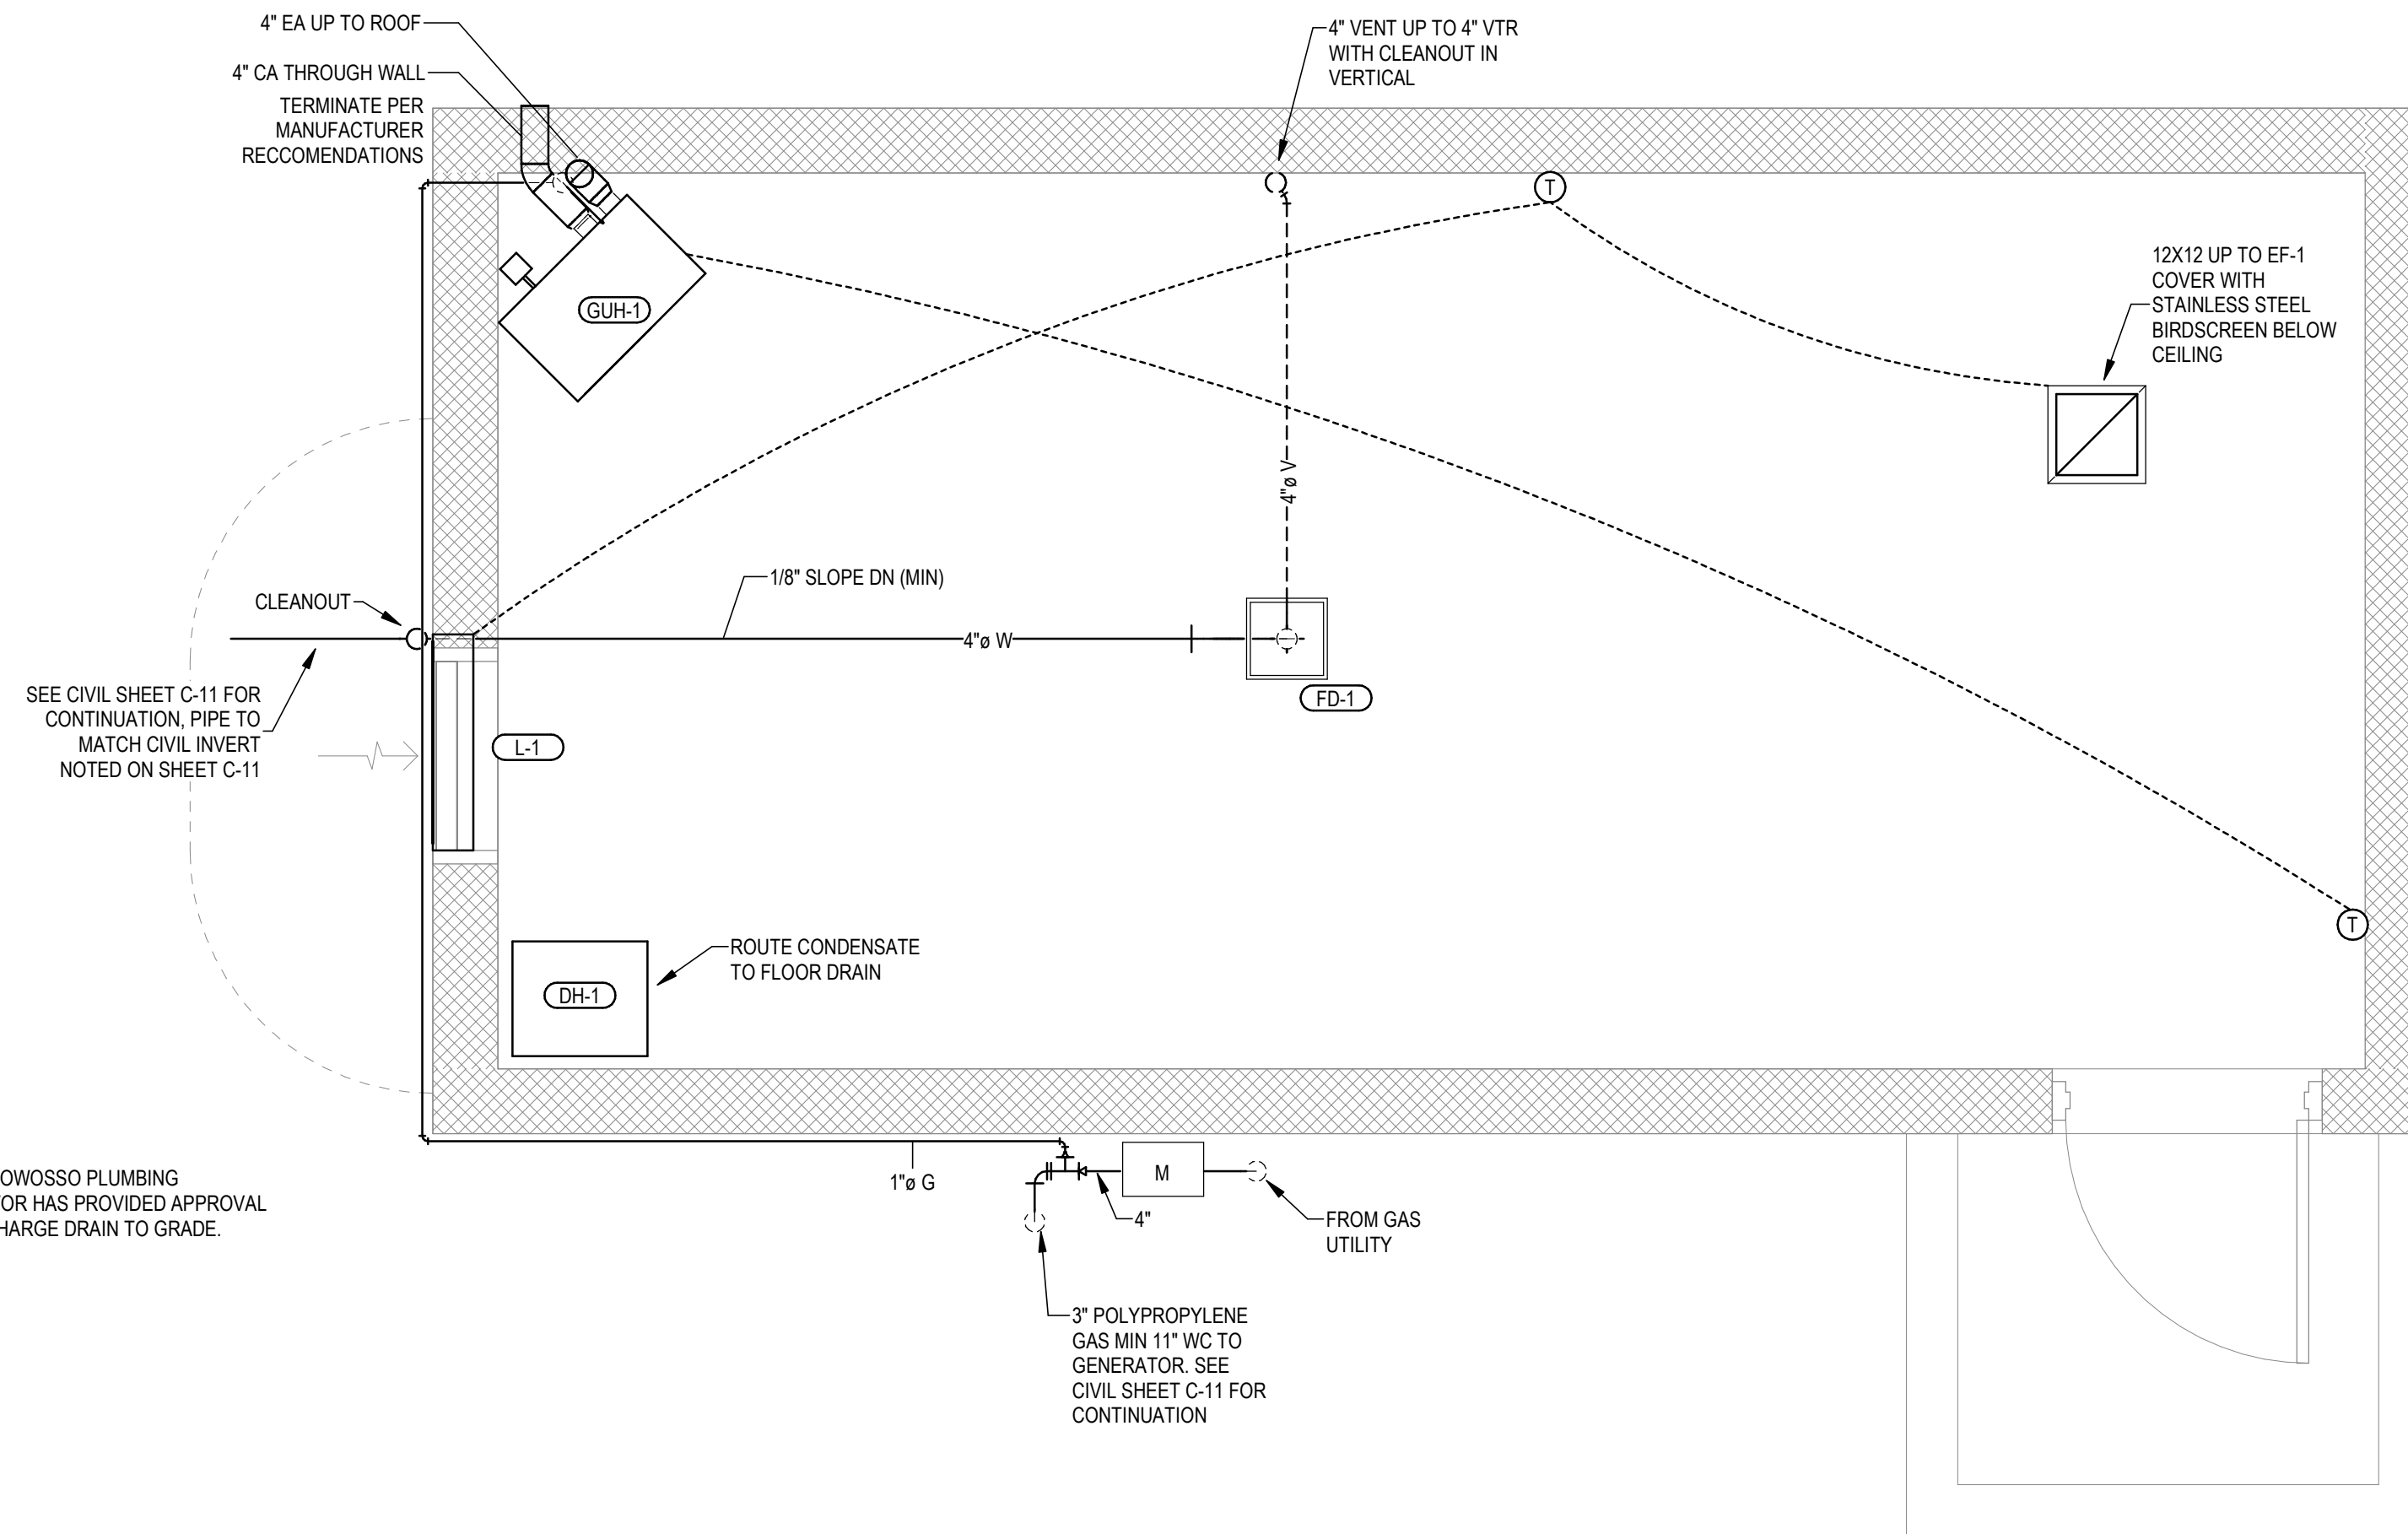 4" EA UP TO ROOF
4" CA THROUGH WALL
TERMINATE PER
MANUFACTURER
RECCOMENDATIONS
4" VENT UP TO 4" VTR
WITH CLEANOUT IN
VERTICAL
T
12X12 UP TO EF-1
COVER WITH
STAINLESS STEEL
BIRDSCREEN BELOW
CEILING
GUH-1
4"ø V
1/8" SLOPE DN (MIN)
CLEANOUT
4"ø W
SEE CIVIL SHEET C-11 FOR
CONTINUATION, PIPE TO
MATCH CIVIL INVERT
NOTED ON SHEET C-11
FD-1
L-1
T
ROUTE CONDENSATE
TO FLOOR DRAIN
DH-1
OWOSSO PLUMBING
TOR HAS PROVIDED APPROVAL
HARGE DRAIN TO GRADE.
1"ø G
M
4"
FROM GAS
UTILITY
3" POLYPROPYLENE
GAS MIN 11" WC TO
GENERATOR. SEE
CIVIL SHEET C-11 FOR
CONTINUATION